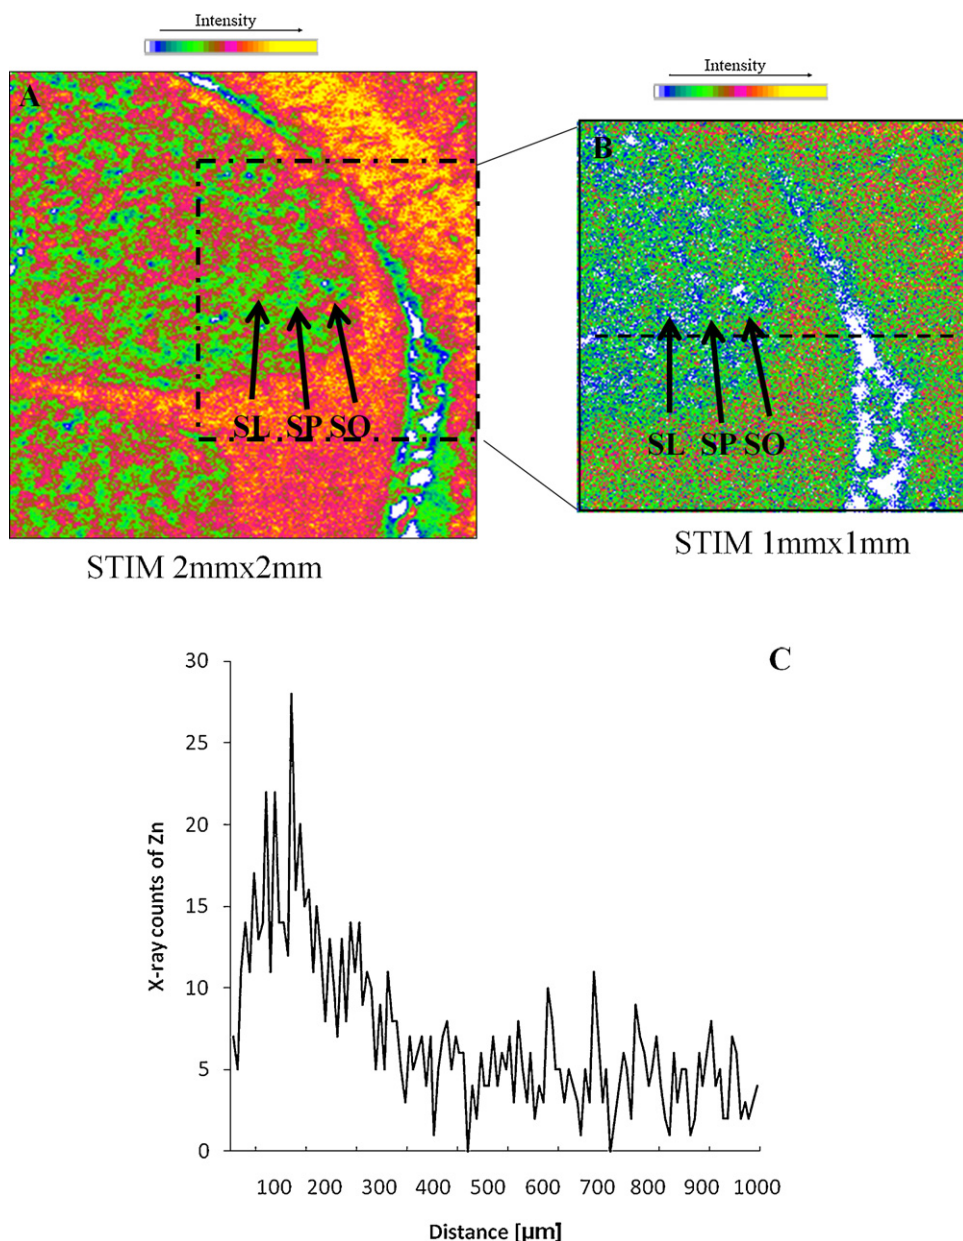 Intensity
A
SL SP SO
STIM 2mmx2mm
Intensity
B
SL SP SO
STIM 1mmx1mm
C
30
25
20
15
10
5
0
X-ray counts of Zn
100 200 300 400 500 600 700 800 900 1000
Distance [µm]